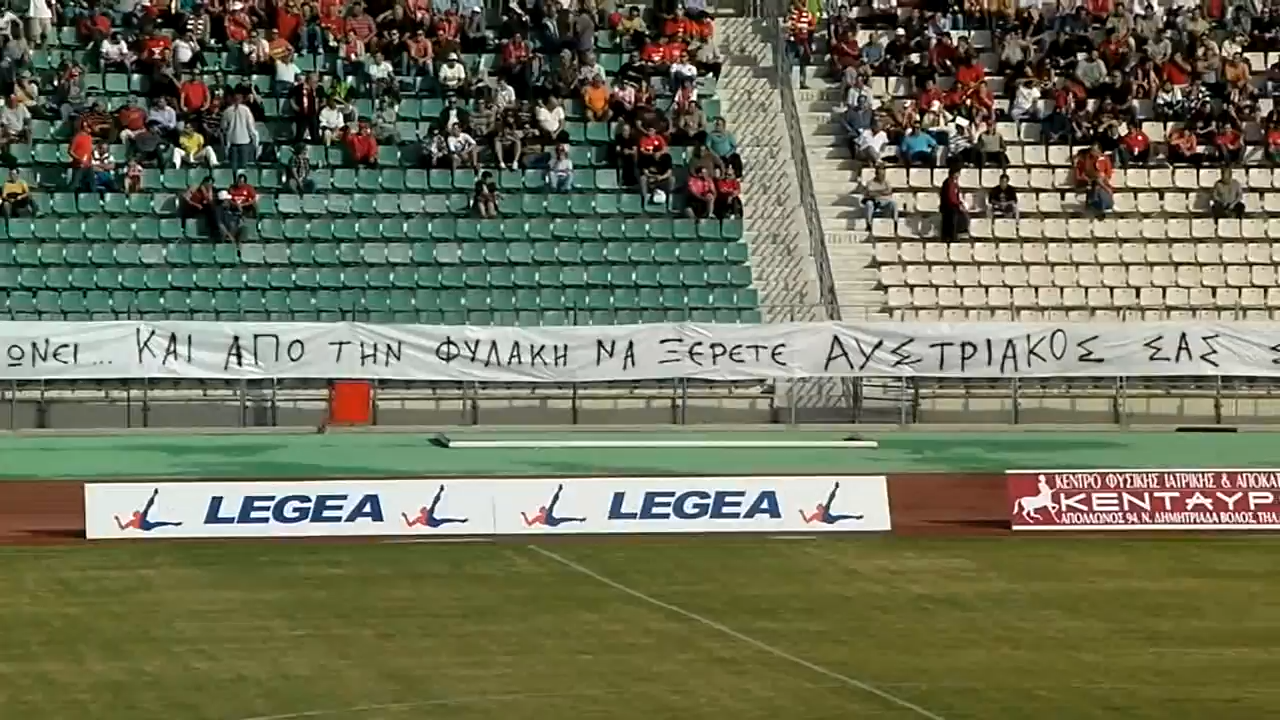 ΩΝΕΙ... ΚΑΙ ΑΠΟ ΤΗΝ ΦΥΛΑΚΗ ΝΑ ΞΕΡΕΤΕ ΑΥΣΤΡΙΑΚΟΣ ΣΑΣ
LEGEA LEGEA
ΚΕΝΤΡΟ ΦΥΣΙΚΗΣ ΙΑΤΡΙΚΗΣ & ΑΠΟΚΑ
ΚΕΝΤΑΥΡ
ΑΠΟΛΛΩΝΟΣ 94, Ν. ΔΗΜΗΤΡΙΑΔΑ ΒΟΛΟΣ ΤΗΛ